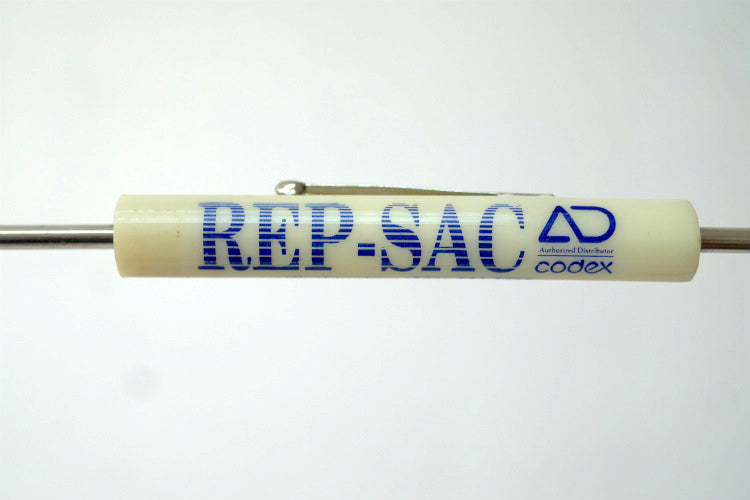 REP-SAC
AD
Authorized Distributor
codex